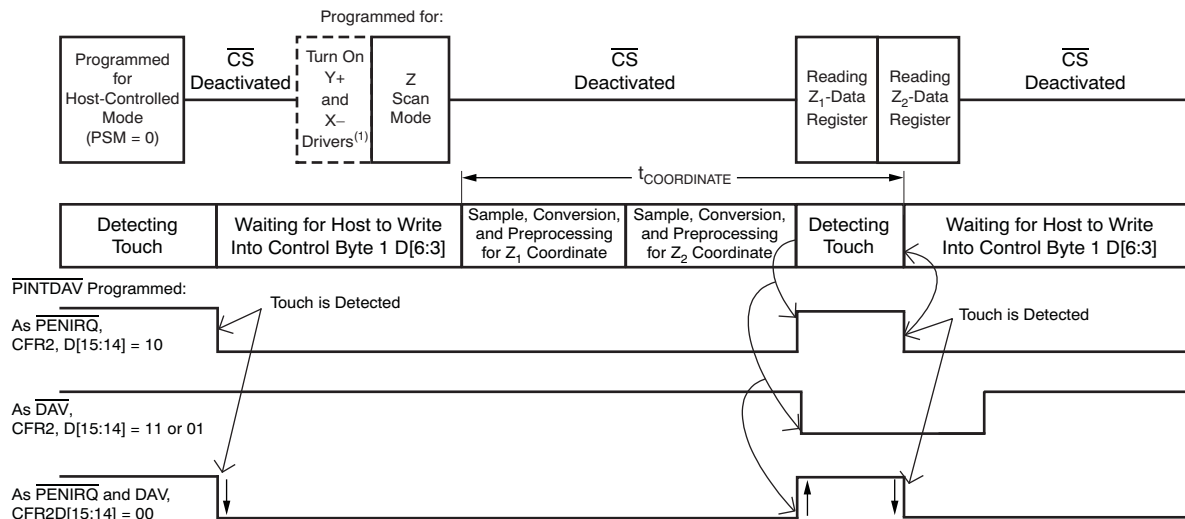 Programmed for:
Programmed
for
Host-Controlled
Mode
(PSM = 0)
CS
Deactivated
Turn On
Y+
and
X–
Drivers(1)
Z
Scan
Mode
CS
Deactivated
Reading
Z1-Data
Register
Reading
Z2-Data
Register
CS
Deactivated
tCOORDINATE
Detecting
Touch
Waiting for Host to Write
Into Control Byte 1 D[6:3]
Sample, Conversion,
and Preprocessing
for Z1 Coordinate
Sample, Conversion,
and Preprocessing
for Z2 Coordinate
Detecting
Touch
Waiting for Host to Write
Into Control Byte 1 D[6:3]
PINTDAV Programmed:
Touch is Detected
Touch is Detected
As PENIRQ,
CFR2, D[15:14] = 10
As DAV,
CFR2, D[15:14] = 11 or 01
As PENIRQ and DAV,
CFR2D[15:14] = 00